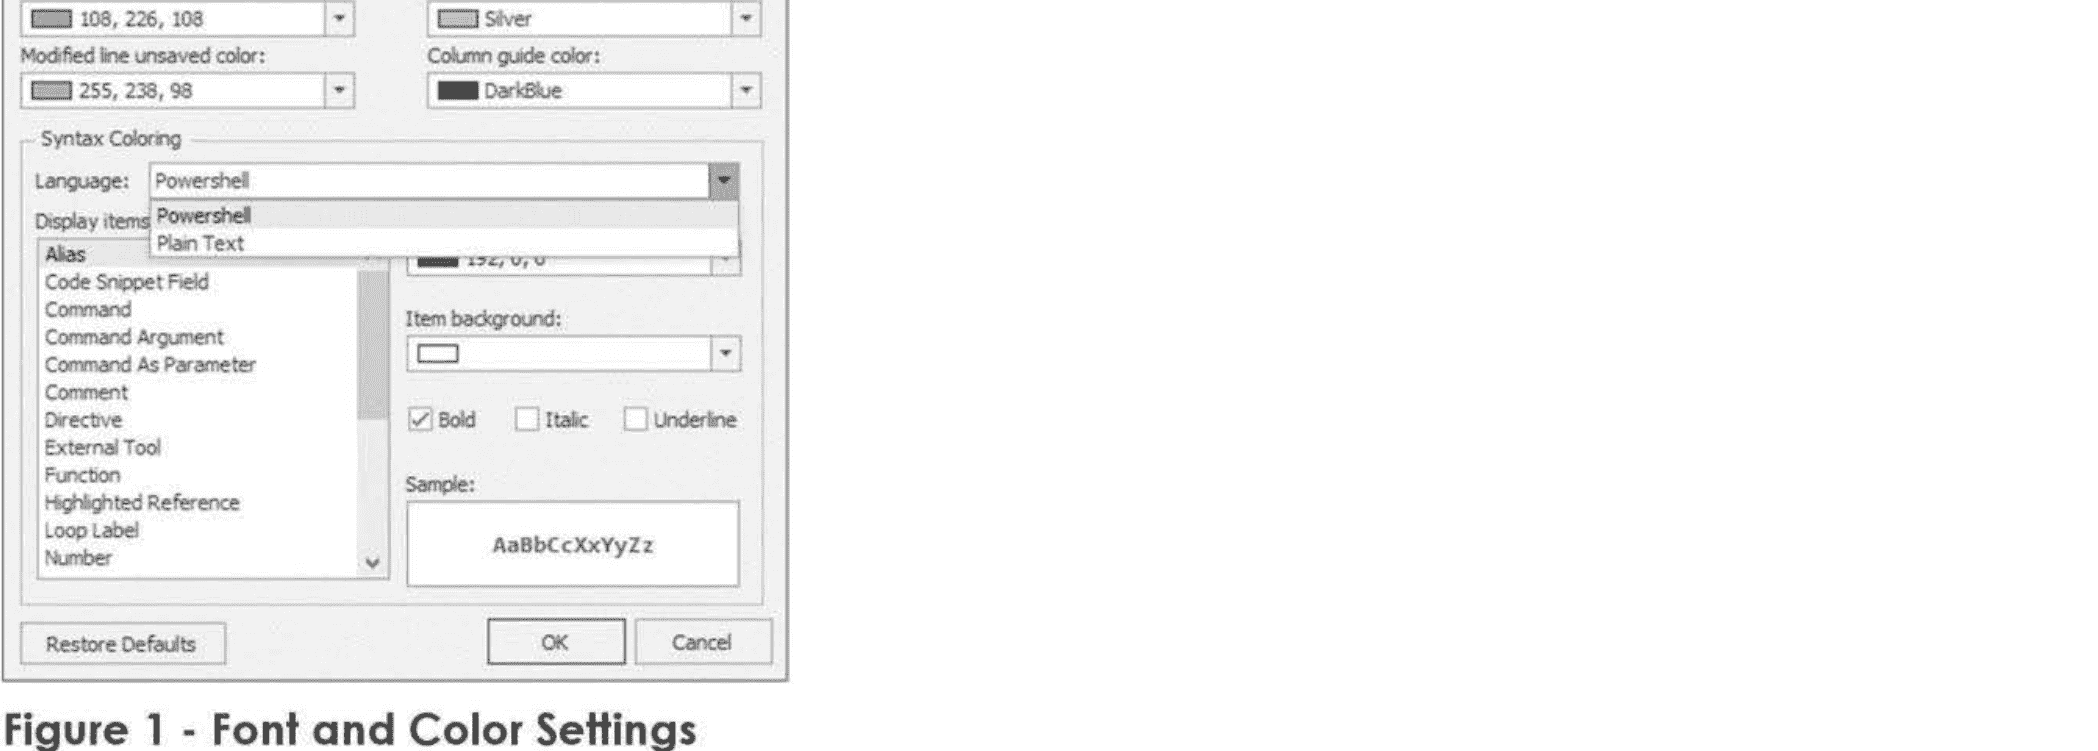 108, 226, 108
Silver
Modified line unsaved color:
Column guide color:
255, 238, 98
DarkBlue
Syntax Coloring
Language:
Powershell
Powershell
Display items
Plain Text
Alias
192, 0, 0
Code Snippet Field
Command
Item background:
Command Argument
Command As Parameter
Comment
Directive
Bold
Italic
Underline
External Tool
Function
Sample:
Highlighted Reference
Loop Label
AaBbCcXxYyZz
Number
Restore Defaults
OK
Cancel
Figure 1 - Font and Color Settings